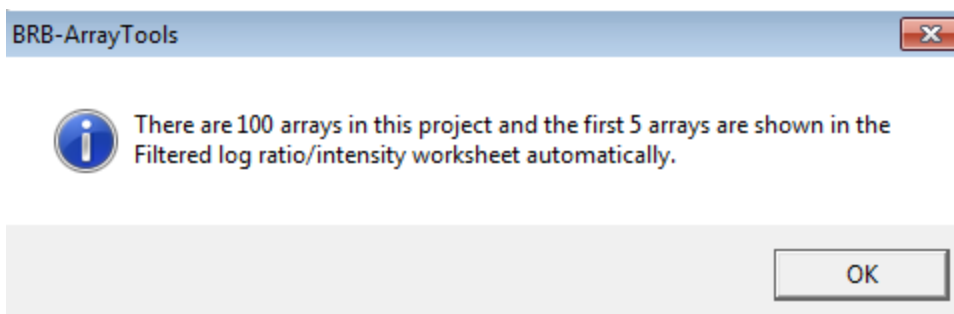 BRB-ArrayTools
There are 100 arrays in this project and the first 5 arrays are shown in the
Filtered log ratio/intensity worksheet automatically.
OK